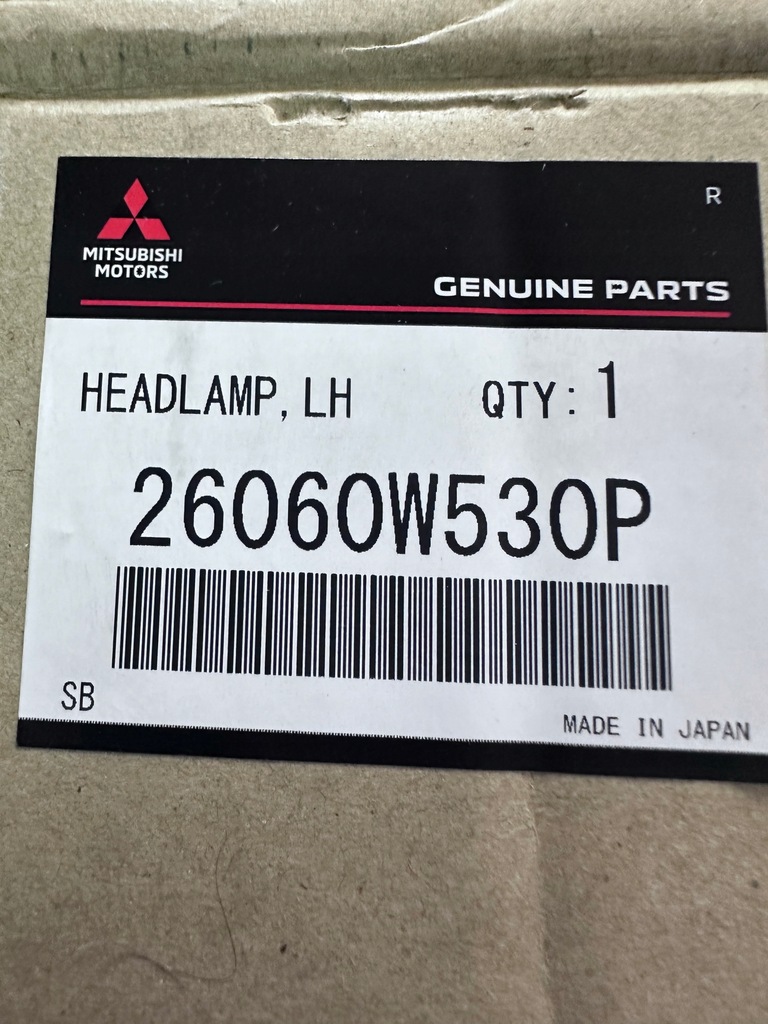 R
MITSUBISHI
MOTORS
GENUINE PARTS
HEADLAMP, LH QTY: 1
26060W530P
SB
MADE IN JAPAN